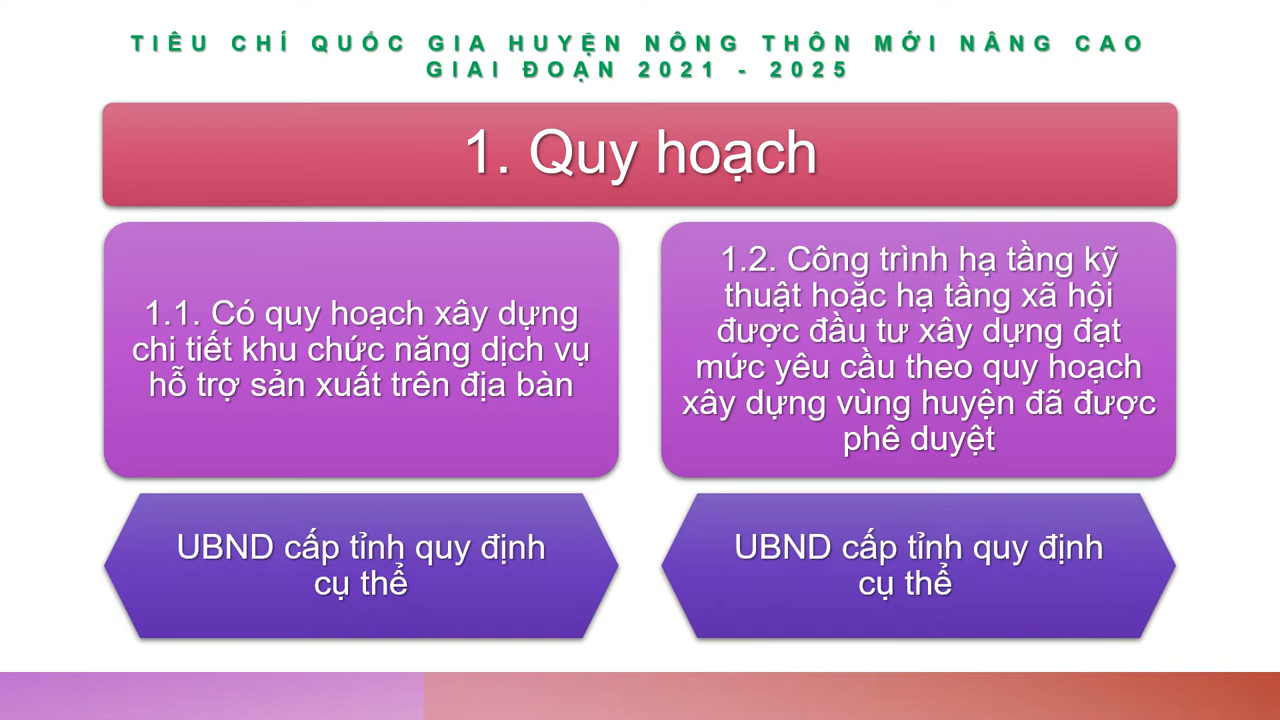 TIÊU CHÍ QUỐC GIA HUYỆN NÔNG THÔN MỚI NÂNG CAO
GIAI ĐOẠN 2021 - 2025
1. Quy hoạch
1.1. Có quy hoạch xây dựng
chi tiết khu chức năng dịch vụ
hỗ trợ sản xuất trên địa bàn
1.2. Công trình hạ tầng kỹ
thuật hoặc hạ tầng xã hội
được đầu tư xây dựng đạt
mức yêu cầu theo quy hoạch
xây dựng vùng huyện đã được
phê duyệt
UBND cấp tỉnh quy định
cụ thể
UBND cấp tỉnh quy định
cụ thể